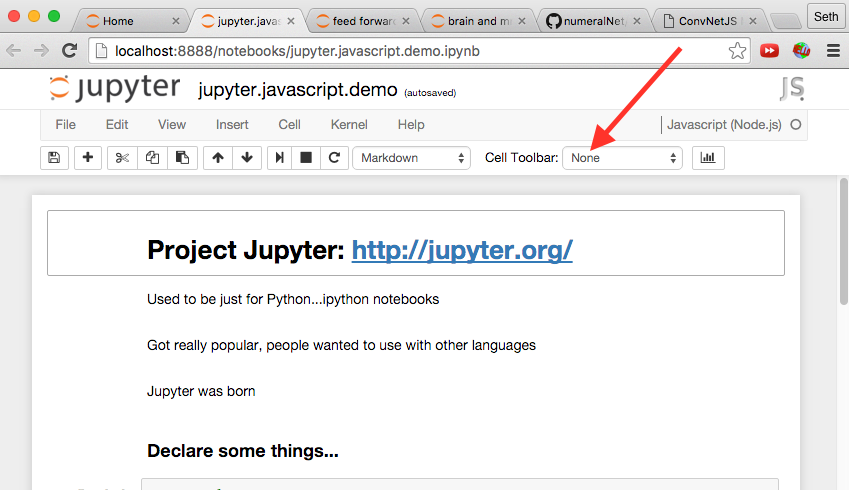 Home
jupyter.javas
feed forwar
brain and m
numeralNet
ConvNetJS
Seth
localhost:8888/notebooks/jupyter.javascript.demo.ipynb
jupyter jupyter.javascript.demo (autosaved)
JS
File Edit View Insert Cell Kernel Help Javascript (Node.js)
Markdown Cell Toolbar: None
Project Jupyter: http://jupyter.org/
Used to be just for Python...ipython notebooks
Got really popular, people wanted to use with other languages
Jupyter was born
Declare some things...